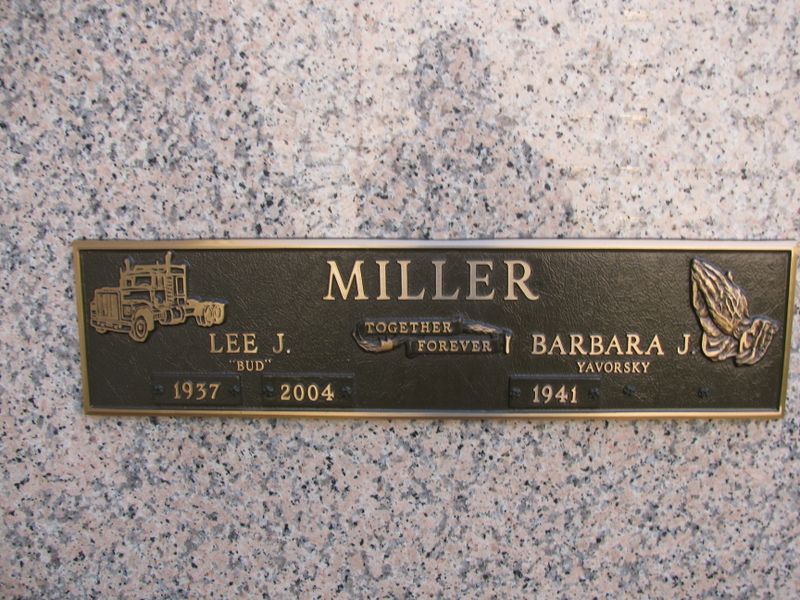 MILLER
TOGETHER
FOREVER
LEE J.
"BUD"
1937 2004
BARBARA J.
YAVORSKY
1941